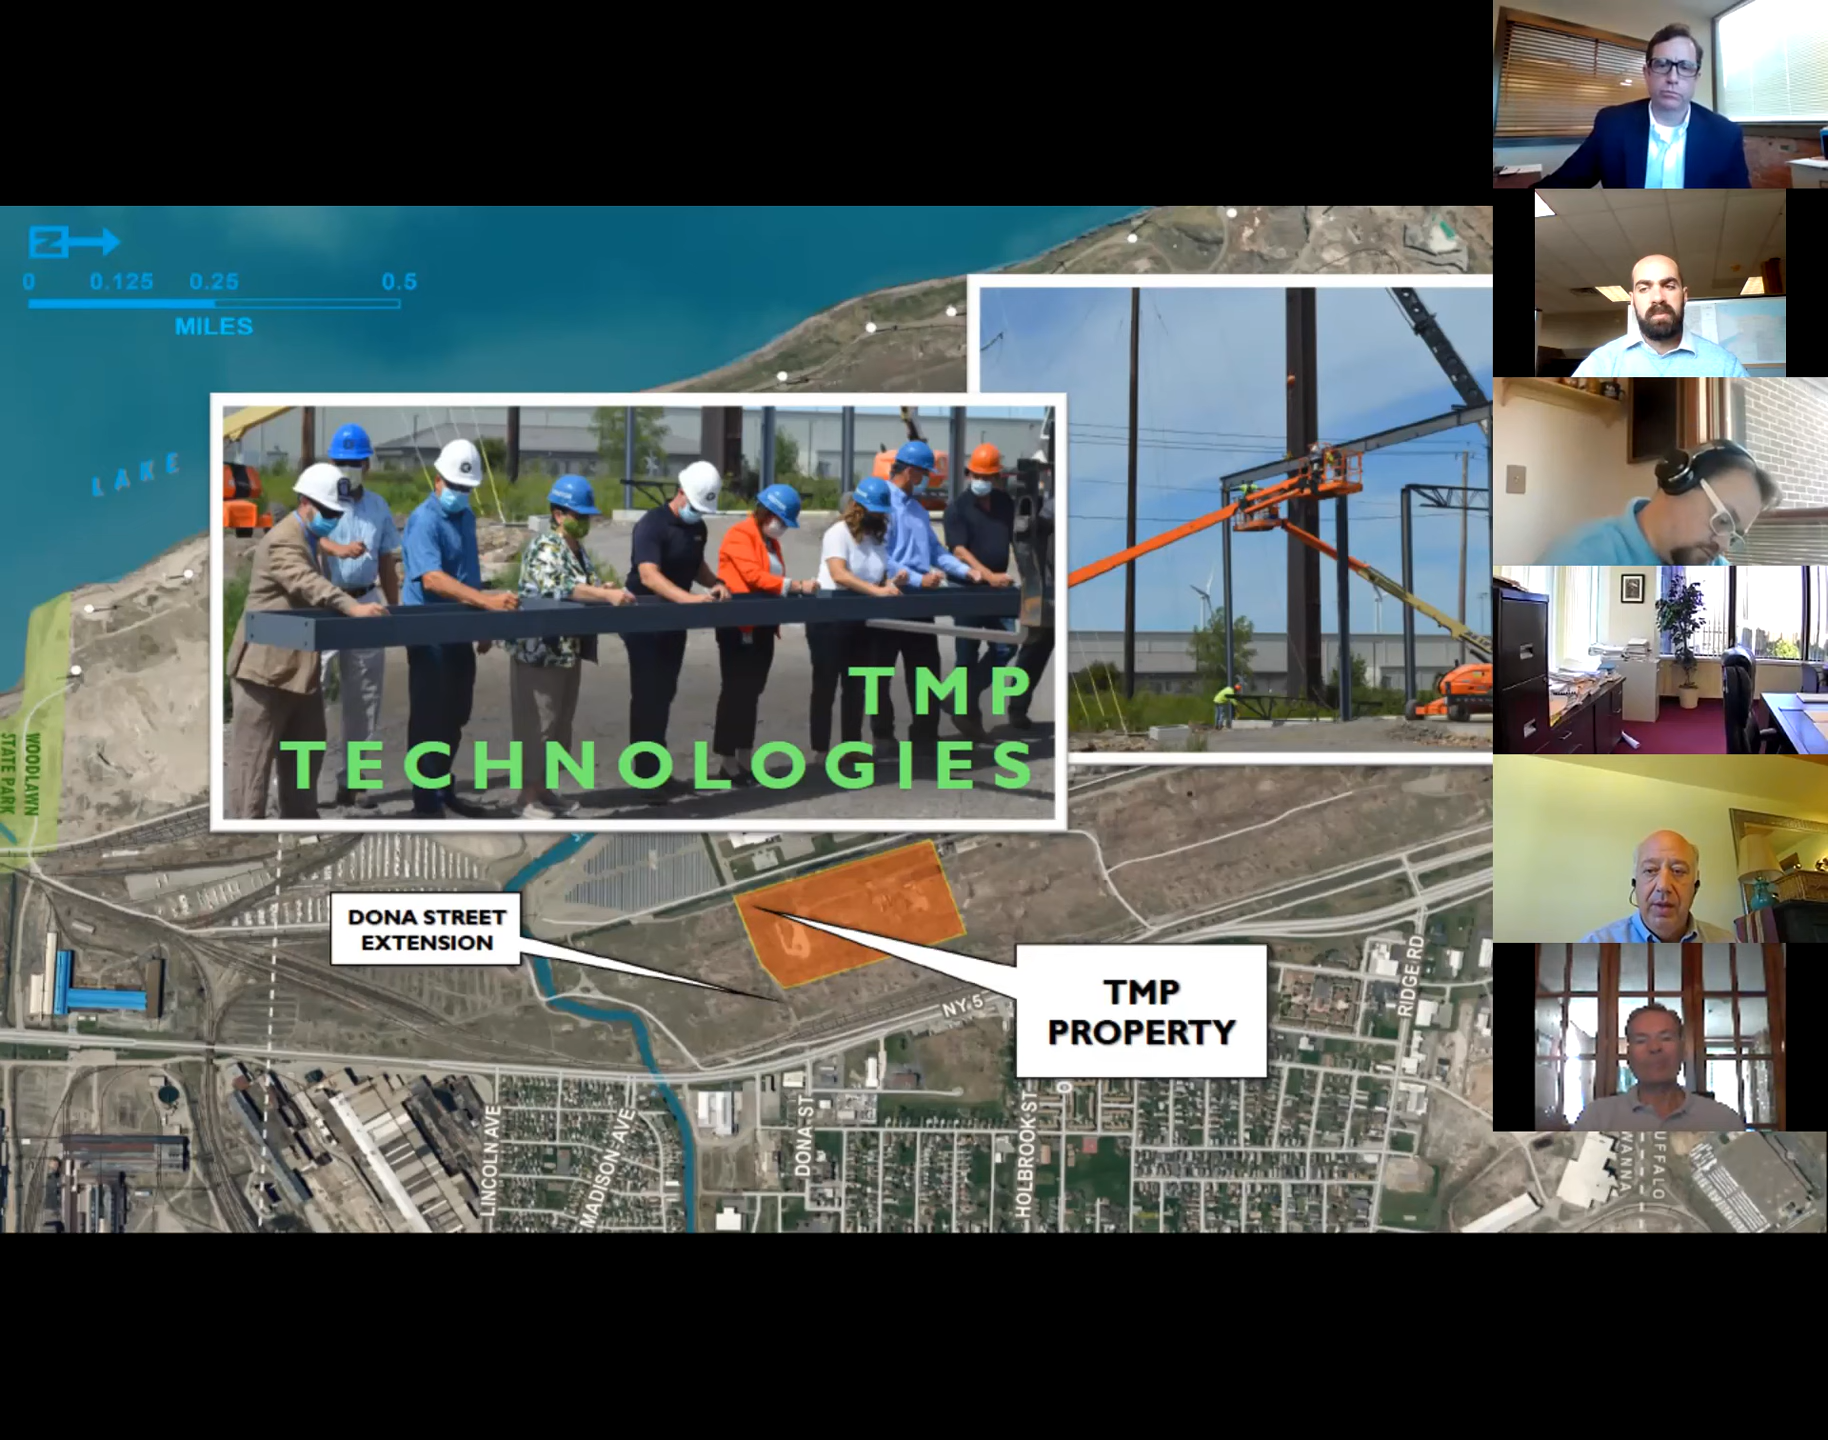 N
0 0.125 0.25 0.5
MILES
LAKE
WOODLAWN
STATE PARK
TMP
TECHNOLOGIES
DONA STREET
EXTENSION
TMP
PROPERTY
NY 5
RIDGE RD
LINCOLN AVE
MADISON AVE
DONA ST
HOLBROOK ST